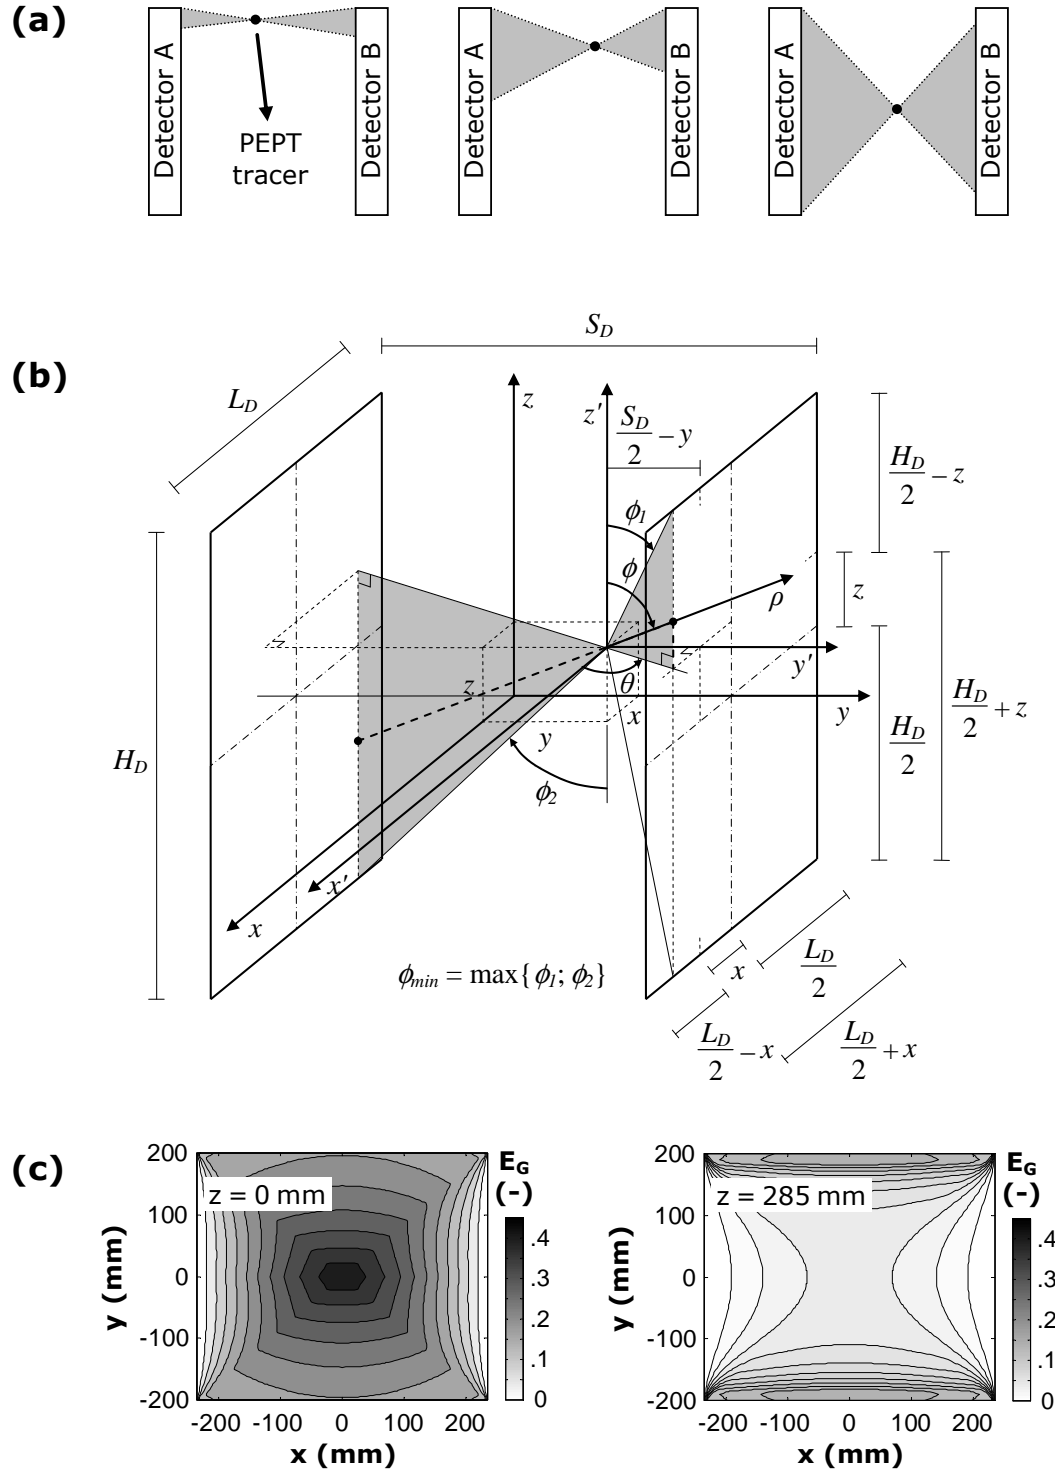 (a)
Detector A
Detector B
Detector A
Detector B
Detector A
Detector B
PEPT
tracer
(b)
S_D
L_D
z
z′
S_D/2 − y
H_D/2 − z
ϕ_1
ϕ
ρ
z
y′
θ
z
x
y
y
H_D/2
H_D/2 + z
H_D
ϕ_2
x′
x
x
L_D/2
ϕ_min = max{ϕ_1; ϕ_2}
L_D/2 − x
L_D/2 + x
(c)
200
100
0
-100
-200
y (mm)
z = 0 mm
-200 -100 0 100 200
x (mm)
E_G
(-)
.4
.3
.2
.1
0
200
100
0
-100
-200
y (mm)
z = 285 mm
-200 -100 0 100 200
x (mm)
E_G
(-)
.4
.3
.2
.1
0